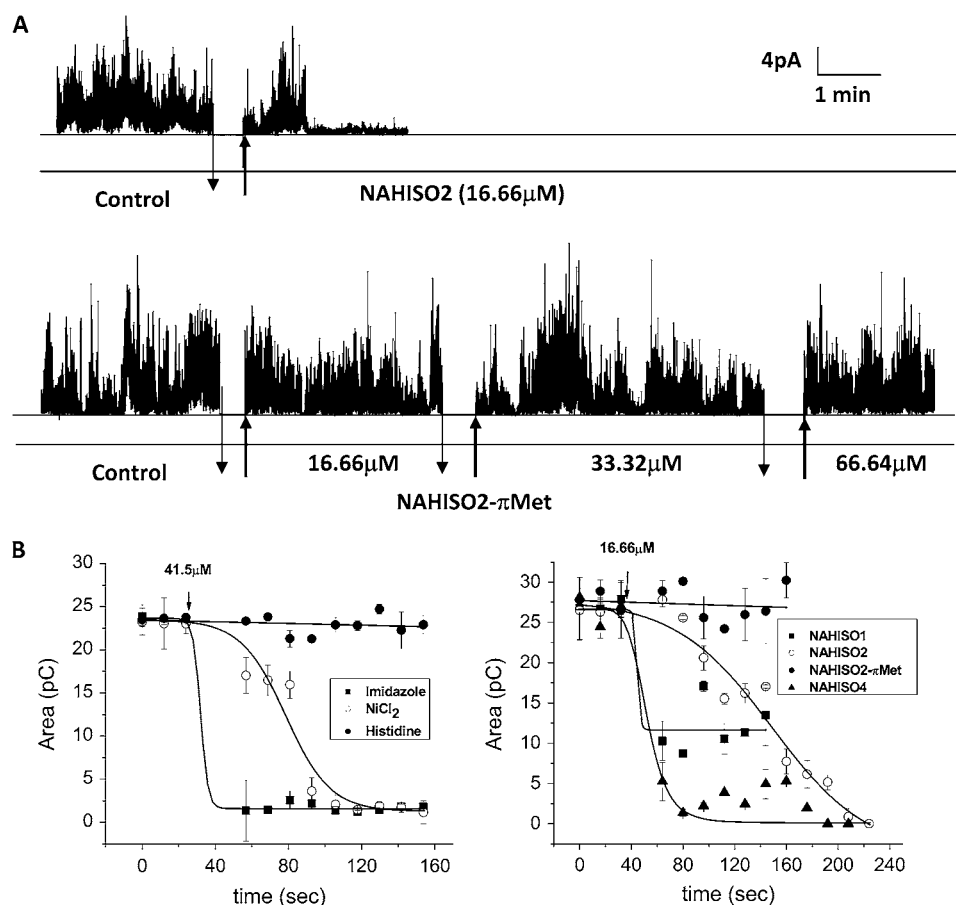 A
4pA
1 min
Control
NAHISO2 (16.66µM)
Control
16.66µM
33.32µM
66.64µM
NAHISO2-πMet
B
41.5µM
30
25
20
15
10
5
0
Area (pC)
Imidazole
NiCl2
Histidine
0 40 80 120 160
time (sec)
16.66µM
30
25
20
15
10
5
0
Area (pC)
NAHISO1
NAHISO2
NAHISO2-πMet
NAHISO4
0 40 80 120 160 200 240
time (sec)